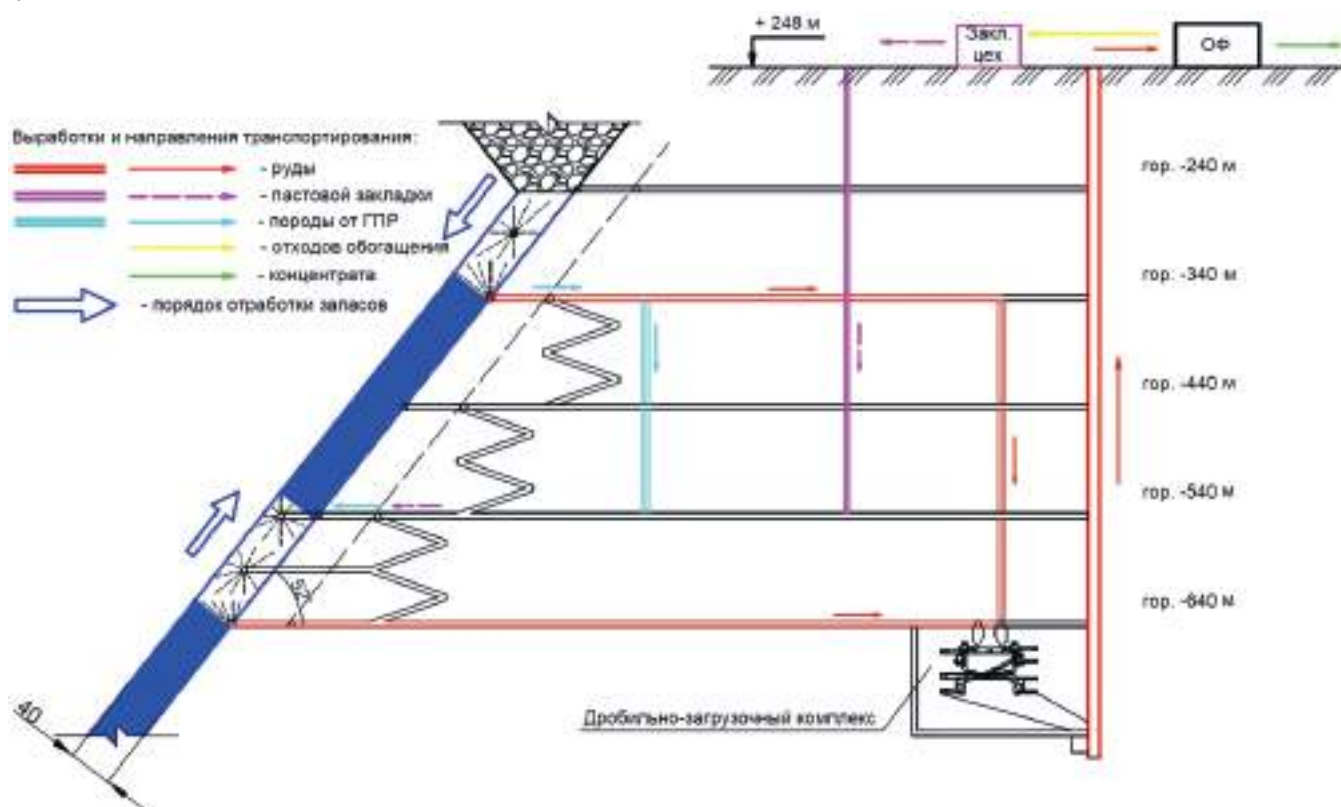 + 248 м
Закл. цех
ОФ
Выработки и направления транспортирования:
- руды
- пастовой закладки
- породы от ГПР
- отходов обогащения
- концентрата
- порядок отработки запасов
гор. -240 м
гор. -340 м
гор. -440 м
гор. -540 м
гор. -640 м
Дробильно-загрузочный комплекс
40